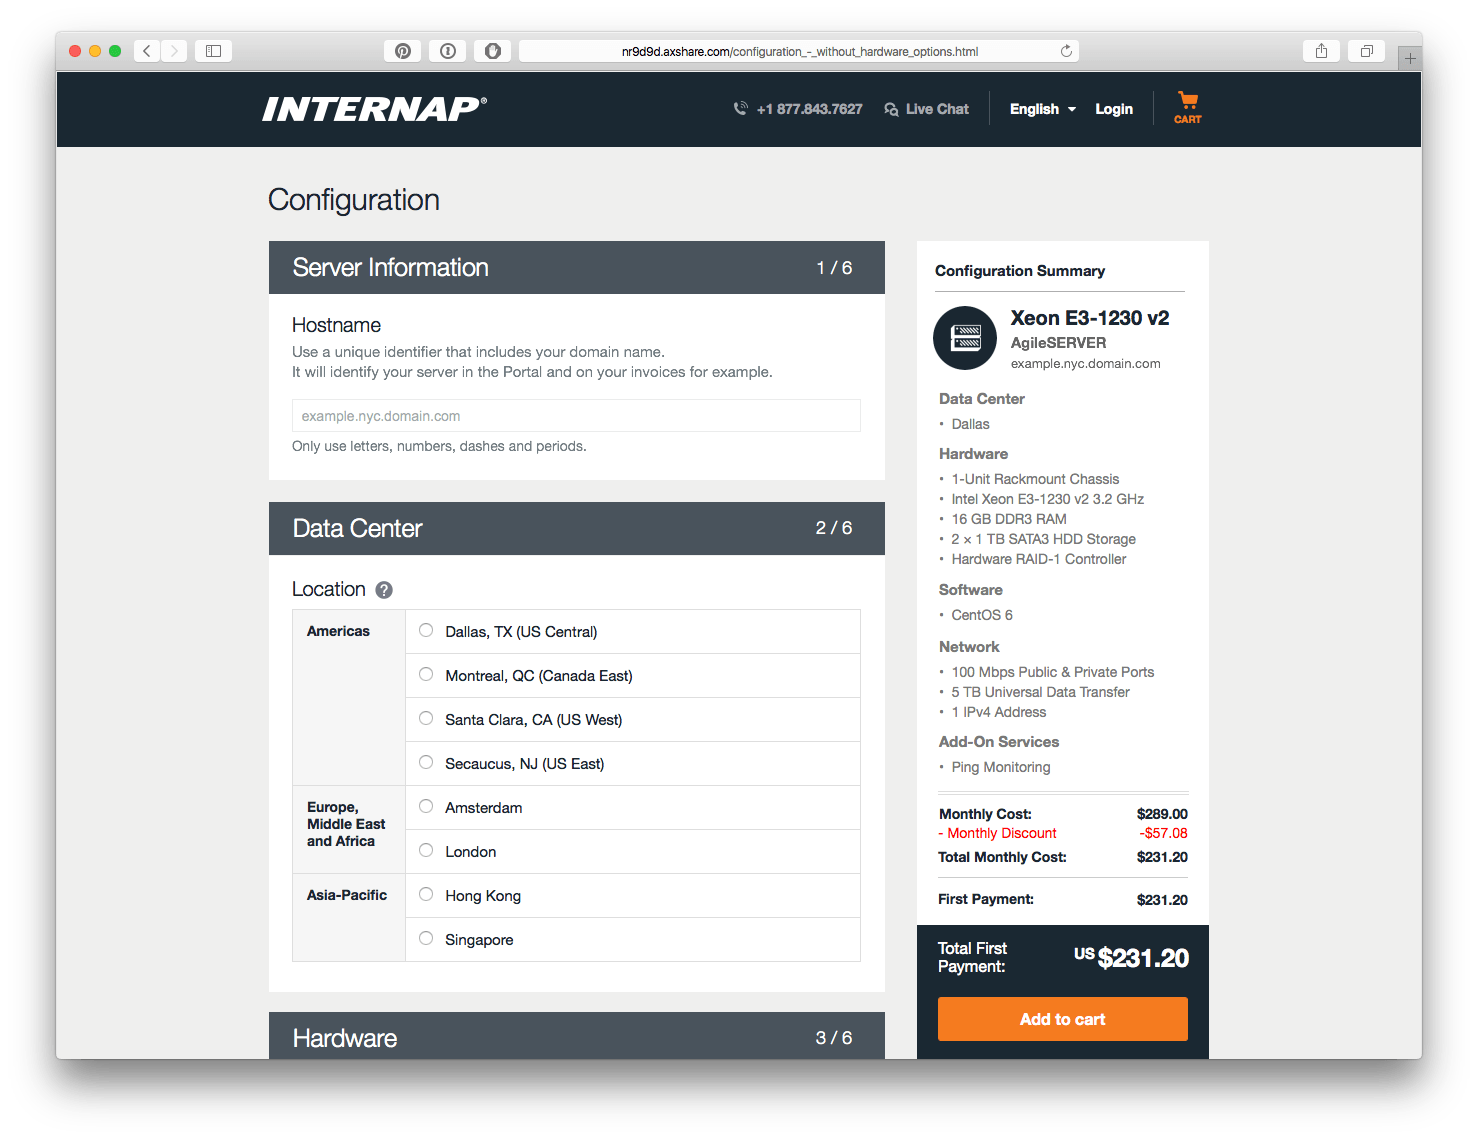 nr9d9d.axshare.com/configuration_-_without_hardware_options.html
INTERNAP®
+1 877.843.7627
Live Chat
English
Login
CART
Configuration
Server Information
1 / 6
Hostname
Use a unique identifier that includes your domain name.
It will identify your server in the Portal and on your invoices for example.
example.nyc.domain.com
Only use letters, numbers, dashes and periods.
Data Center
2 / 6
Location ?
Americas
Dallas, TX (US Central)
Montreal, QC (Canada East)
Santa Clara, CA (US West)
Secaucus, NJ (US East)
Europe,
Middle East
and Africa
Amsterdam
London
Asia-Pacific
Hong Kong
Singapore
Hardware
3 / 6
Configuration Summary
Xeon E3-1230 v2
AgileSERVER
example.nyc.domain.com
Data Center
• Dallas
Hardware
• 1-Unit Rackmount Chassis
• Intel Xeon E3-1230 v2 3.2 GHz
• 16 GB DDR3 RAM
• 2 × 1 TB SATA3 HDD Storage
• Hardware RAID-1 Controller
Software
• CentOS 6
Network
• 100 Mbps Public & Private Ports
• 5 TB Universal Data Transfer
• 1 IPv4 Address
Add-On Services
• Ping Monitoring
Monthly Cost: $289.00
- Monthly Discount -$57.08
Total Monthly Cost: $231.20
First Payment: $231.20
Total First
Payment:
US $231.20
Add to cart